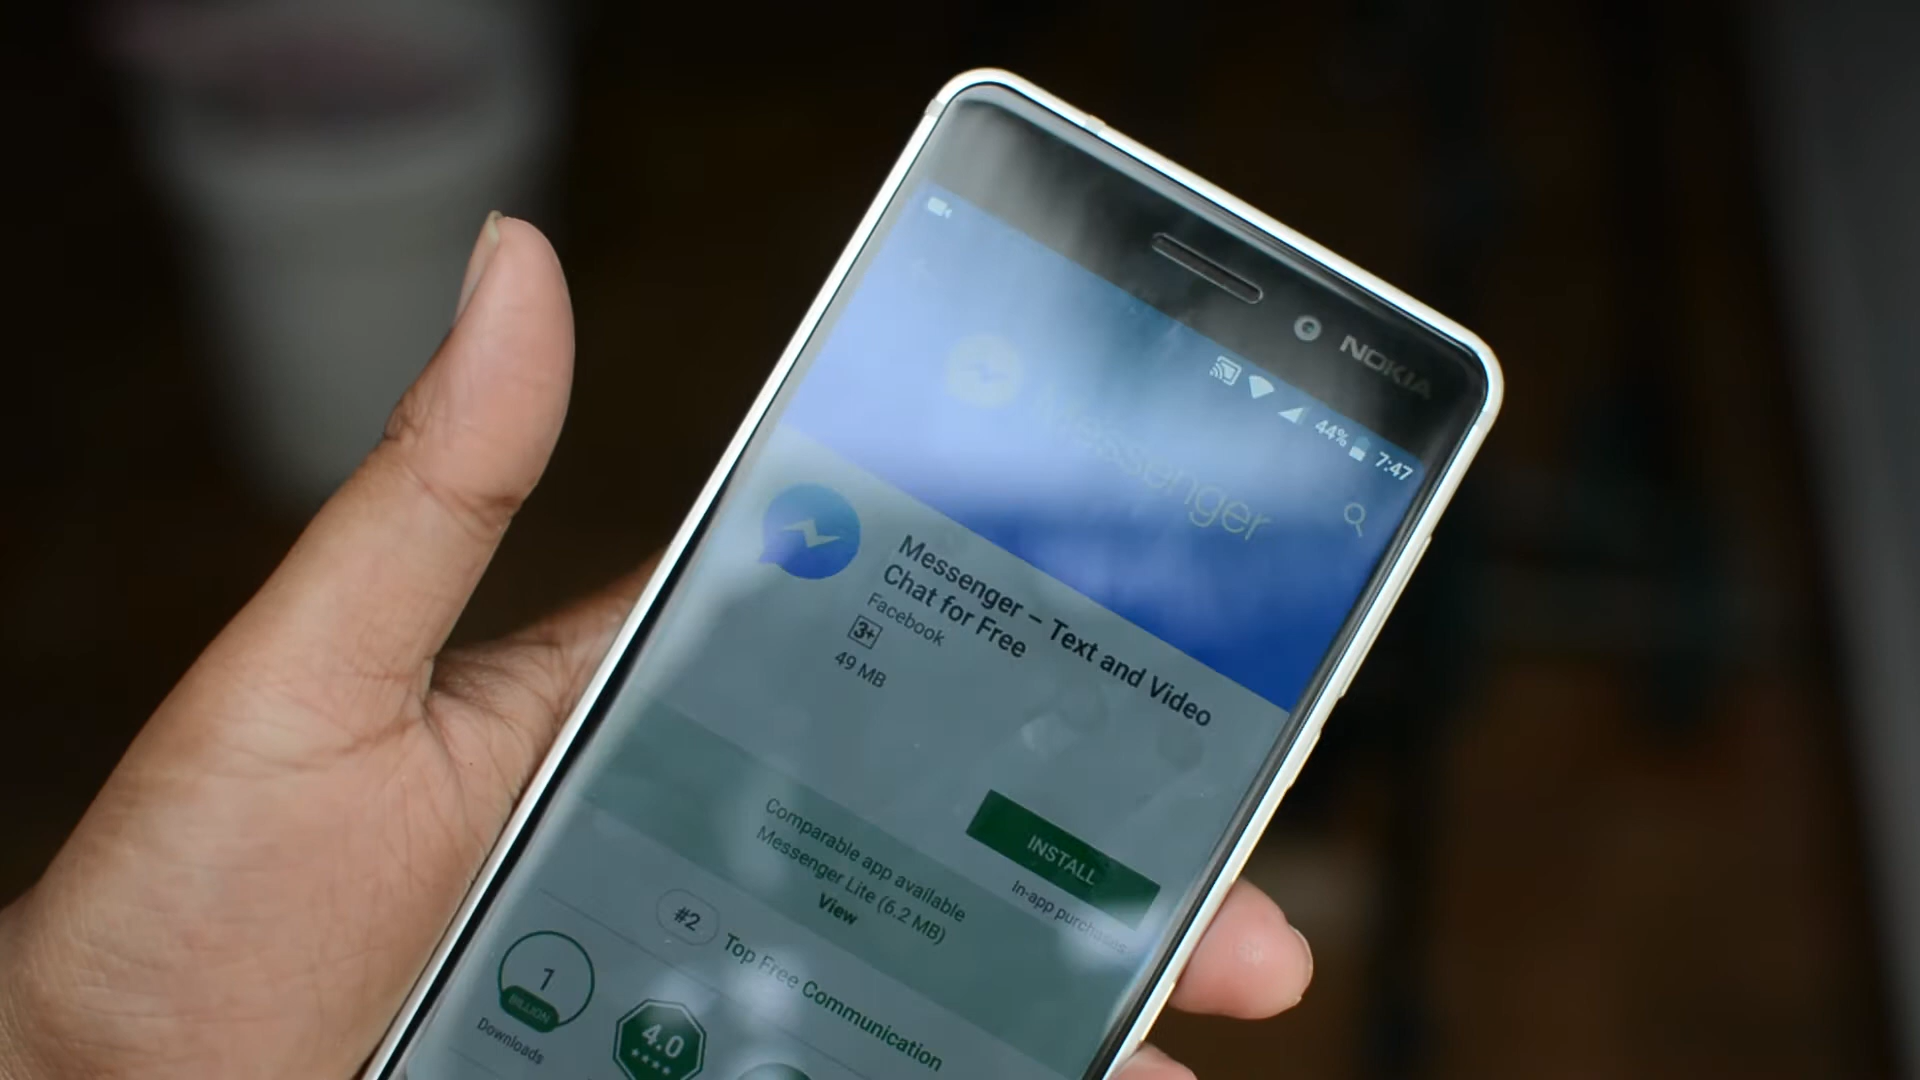 NOKIA
44% 7:47
Messenger
Messenger – Text and Video
Chat for Free
Facebook
3+
49 MB
INSTALL
In-app purchases
Comparable app available
Messenger Lite (6.2 MB)
View
#2
Top Free Communication
1
BILLION
Downloads
4.0